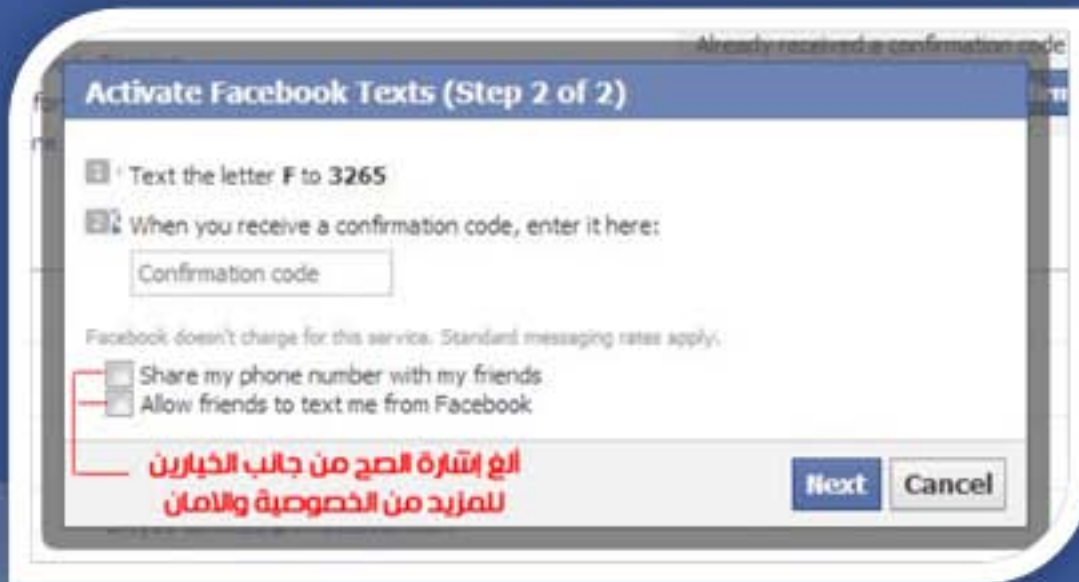 Already received a confirmation code
Activate Facebook Texts (Step 2 of 2)
Text the letter F to 3265
When you receive a confirmation code, enter it here:
Confirmation code
Facebook doesn't charge for this service. Standard messaging rates apply.
Share my phone number with my friends
Allow friends to text me from Facebook
ألغ إشارة الصح من جانب الخيارين
للمزيد من الخصوصية والامان
Next Cancel